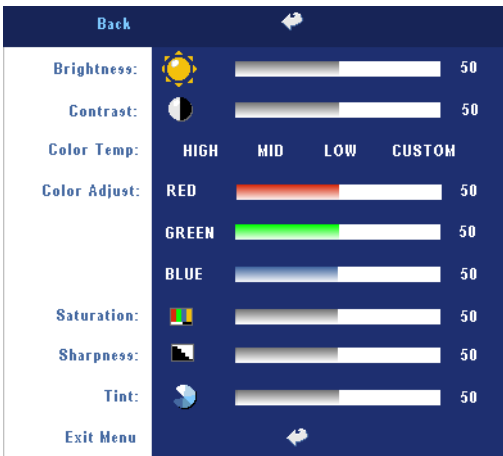 Back
Brightness: 50
Contrast: 50
Color Temp: HIGH MID LOW CUSTOM
Color Adjust: RED 50
GREEN 50
BLUE 50
Saturation: 50
Sharpness: 50
Tint: 50
Exit Menu